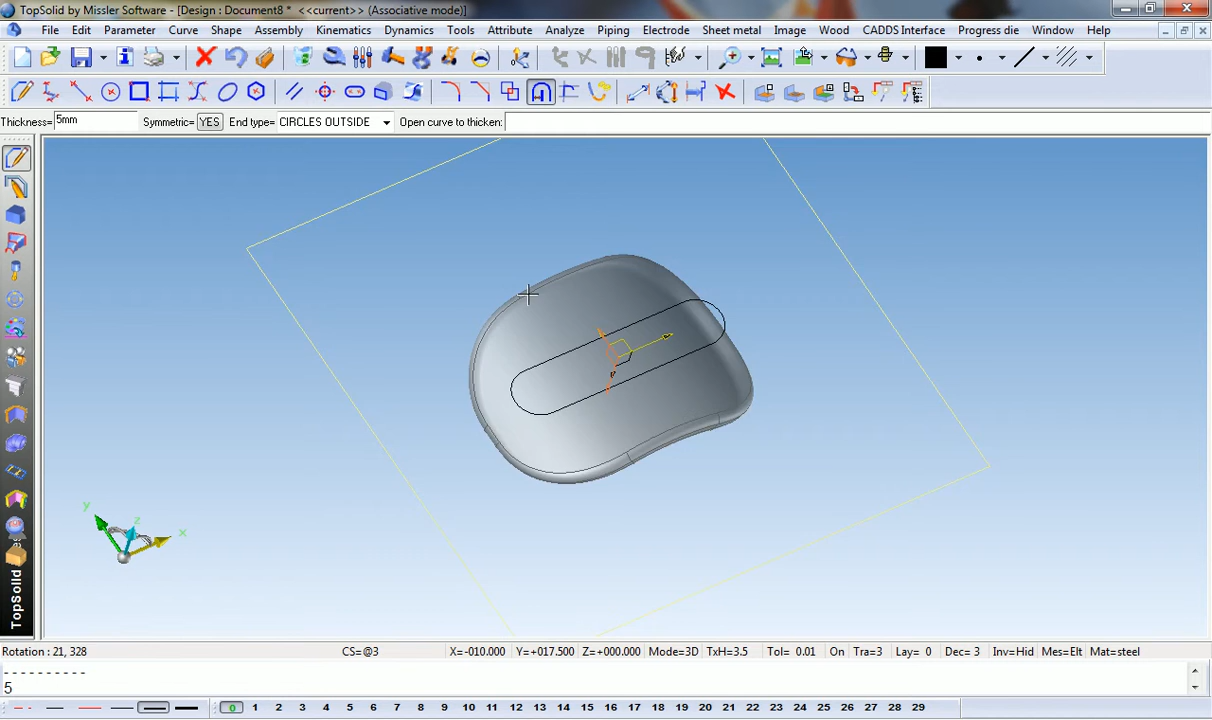 TopSolid by Missler Software - [Design : Document8 *  <<current>> (Associative mode)]
File Edit Parameter Curve Shape Assembly Kinematics Dynamics Tools Attribute Analyze Piping Electrode Sheet metal Image Wood CADDS Interface Progress die Window Help
Thickness= 5mm Symmetric= YES End type= CIRCLES OUTSIDE Open curve to thicken:
y
z
x
TopSolid
Rotation : 21, 328 CS=@3 X=-010.000 Y=+017.500 Z=+000.000 Mode=3D TxH=3.5 Tol= 0.01 On Tra=3 Lay= 0 Dec= 3 Inv=Hid Mes=Elt Mat=steel
----------
5
0 1 2 3 4 5 6 7 8 9 10 11 12 13 14 15 16 17 18 19 20 21 22 23 24 25 26 27 28 29